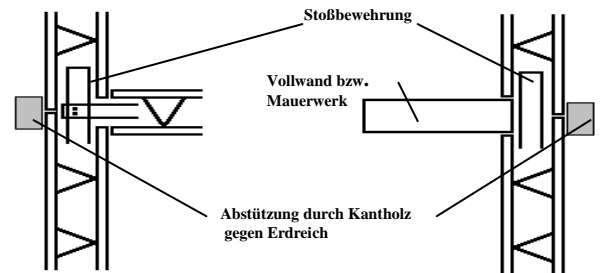 Stoßbewehrung
Vollwand bzw.
Mauerwerk
Abstützung durch Kantholz
gegen Erdreich